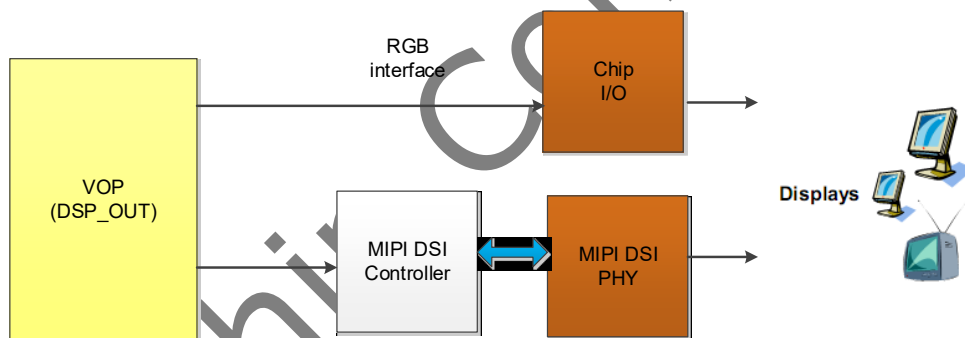 RGB
interface
Chip
I/O
VOP
(DSP_OUT)
Displays
MIPI DSI
Controller
MIPI DSI
PHY